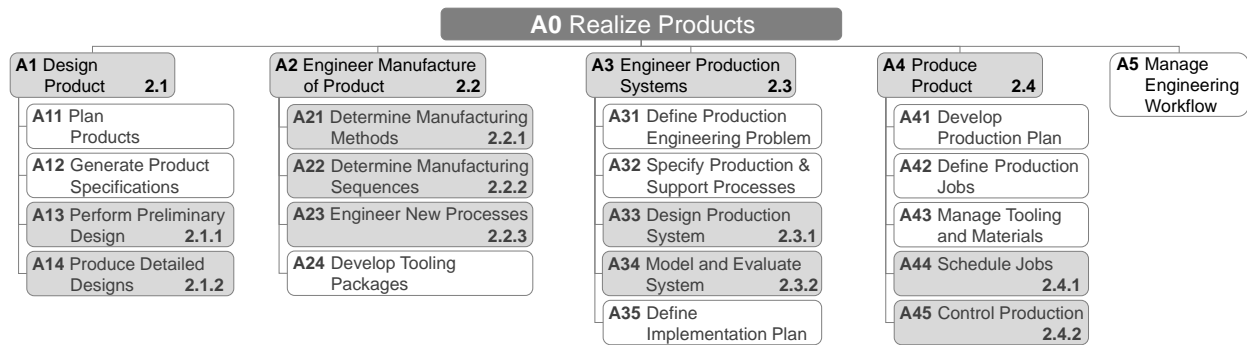 A0 Realize Products
A1 Design
Product 2.1
A11 Plan
Products
A12 Generate Product
Specifications
A13 Perform Preliminary
Design 2.1.1
A14 Produce Detailed
Designs 2.1.2
A2 Engineer Manufacture
of Product 2.2
A21 Determine Manufacturing
Methods 2.2.1
A22 Determine Manufacturing
Sequences 2.2.2
A23 Engineer New Processes
2.2.3
A24 Develop Tooling
Packages
A3 Engineer Production
Systems 2.3
A31 Define Production
Engineering Problem
A32 Specify Production &
Support Processes
A33 Design Production
System 2.3.1
A34 Model and Evaluate
System 2.3.2
A35 Define
Implementation Plan
A4 Produce
Product 2.4
A41 Develop
Production Plan
A42 Define Production
Jobs
A43 Manage Tooling
and Materials
A44 Schedule Jobs
2.4.1
A45 Control Production
2.4.2
A5 Manage
Engineering
Workflow